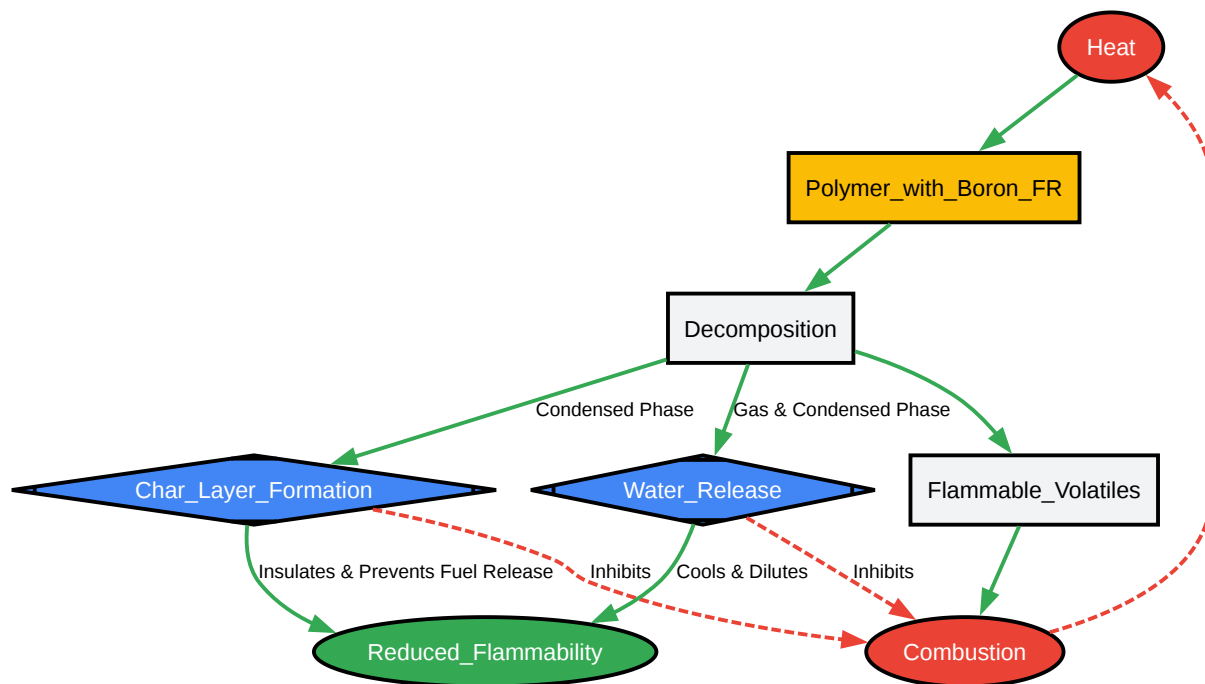 Heat
Polymer_with_Boron_FR
Decomposition
Condensed Phase
Gas & Condensed Phase
Char_Layer_Formation
Water_Release
Flammable_Volatiles
Insulates & Prevents Fuel Release
Inhibits
Cools & Dilutes
Inhibits
Reduced_Flammability
Combustion